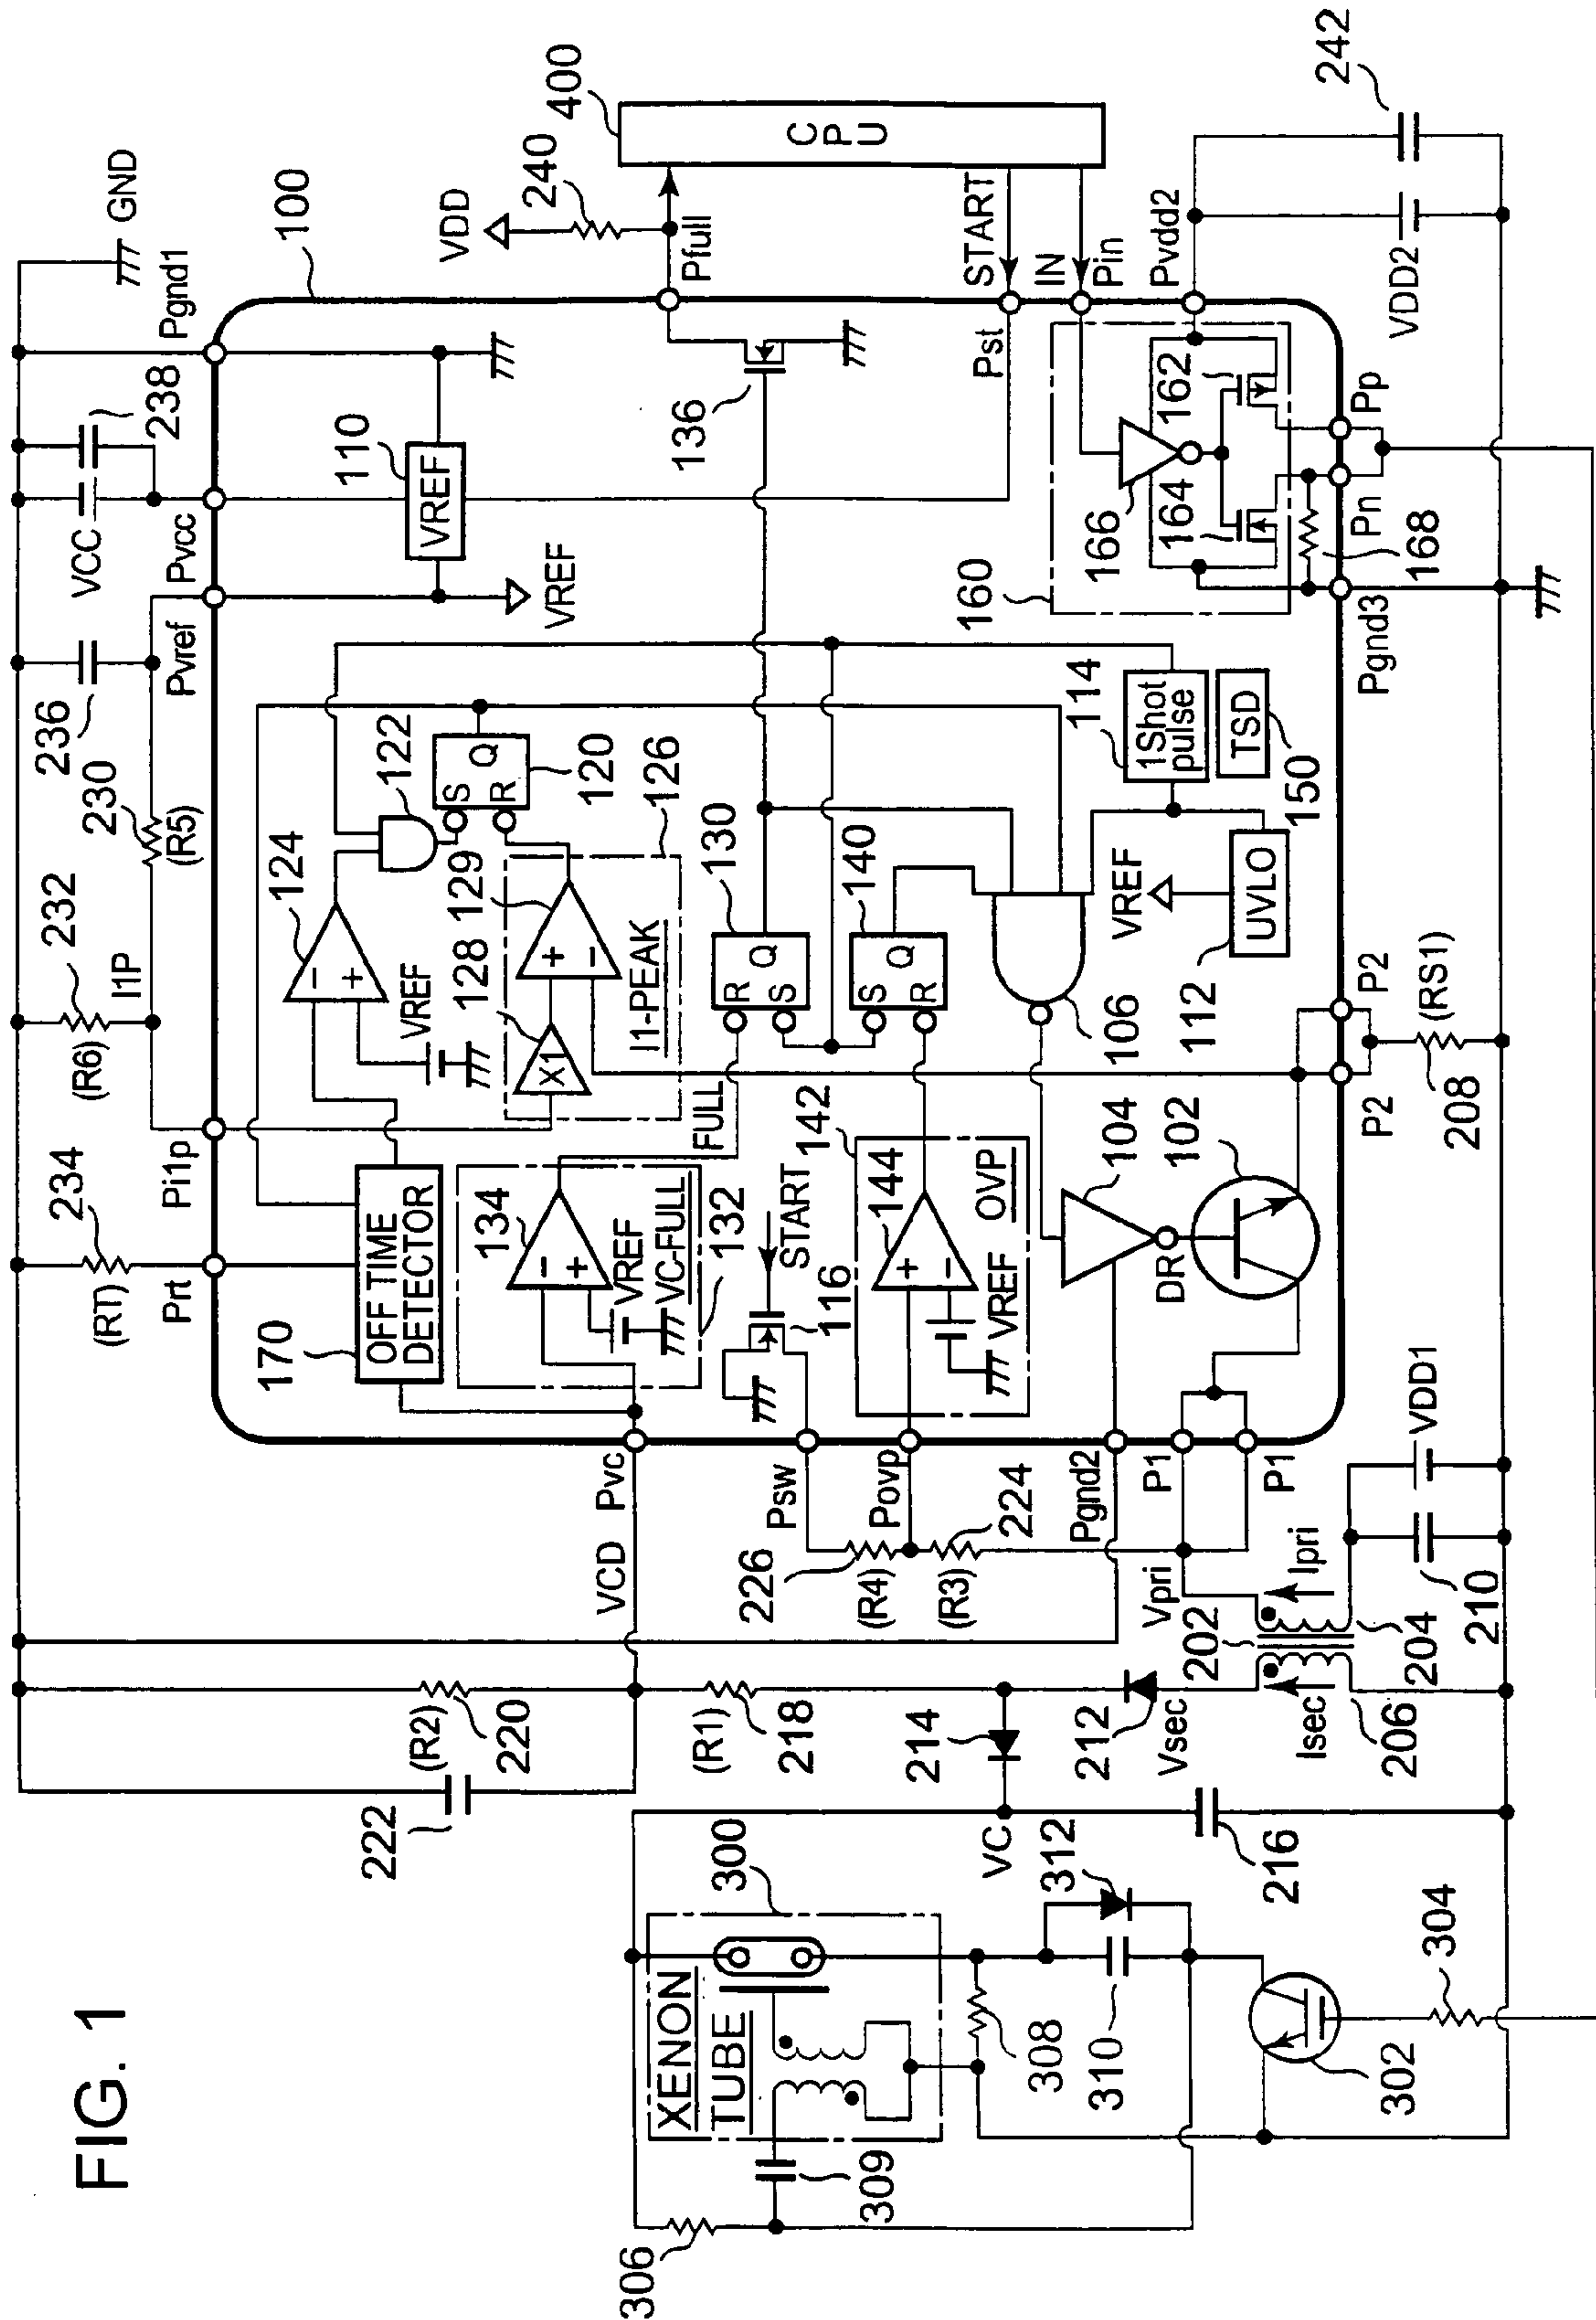 FIG. 1
GND
Pgnd1
100
VCC
238
Pvcc
110
VREF
VREF
236
Pvref
230
(R5)
232
I1P
(R6)
234
(RT)
Pi1p
Prt
170
OFF TIME
DETECTOR
VDD
240
400
CPU
Pfull
START
IN
Pin
Pst
Pvdd2
242
VDD2
136
160
162
164
166
Pp
Pn
168
Pgnd3
122
S
Q
R
120
124
-
+
VREF
126
129
128
+
-
X1
I1-PEAK
130
R
Q
S
140
S
Q
R
FULL
134
-
+
VREF
VC-FULL
132
START
116
142
144
+
-
OVP
VREF
106
114
1Shot
pulse
TSD
150
VREF
UVLO
112
104
DR
102
P2
P2
(RS1)
208
Pvc
VCD
Psw
Povp
Pgnd2
P1
P1
226
(R4)
224
(R3)
VDD1
Vpri
Ipri
202
204
210
Isec
206
Vsec
212
214
(R1)
218
(R2)
220
222
VC
216
300
XENON
TUBE
312
308
310
309
306
304
302